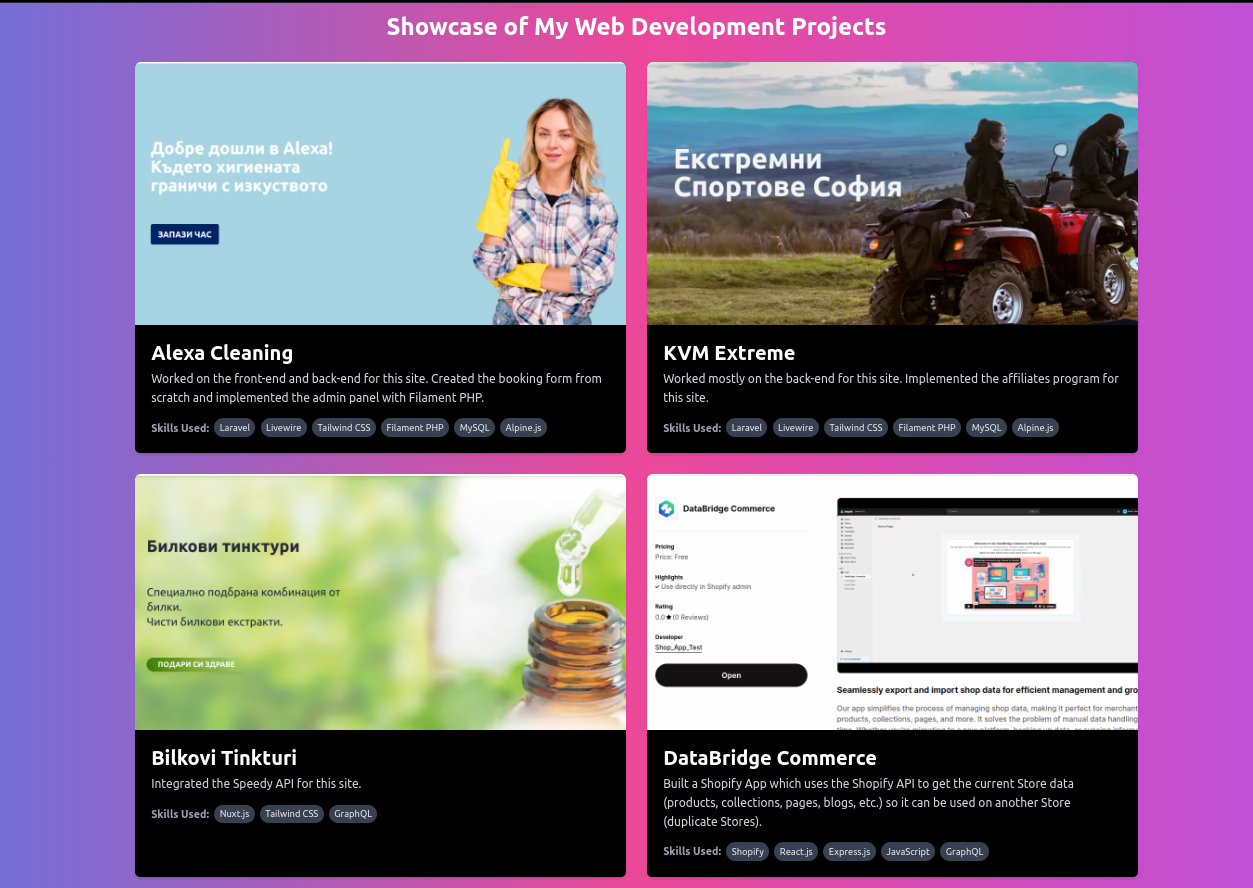 Showcase of My Web Development Projects
Добре дошли в Alexa!
Където хигиената
граничи с изкуството
ЗАПАЗИ ЧАС
Alexa Cleaning
Worked on the front-end and back-end for this site. Created the booking form from
scratch and implemented the admin panel with Filament PHP.
Skills Used: Laravel Livewire Tailwind CSS Filament PHP MySQL Alpine.js
Екстремни
Спортове София
KVM Extreme
Worked mostly on the back-end for this site. Implemented the affiliates program for
this site.
Skills Used: Laravel Livewire Tailwind CSS Filament PHP MySQL Alpine.js
Билкови тинктури
Специално подбрана комбинация от
билки.
Чисти билкови екстракти.
ПОДАРИ СИ ЗДРАВЕ
Bilkovi Tinkturi
Integrated the Speedy API for this site.
Skills Used: Nuxt.js Tailwind CSS GraphQL
DataBridge Commerce
Pricing
Price: Free
Highlights
✓ Use directly in Shopify admin
Rating
0.0★(0 Reviews)
Developer
Shop_App_Test
Open
Seamlessly export and import shop data for efficient management and gro
Our app simplifies the process of managing shop data, making it perfect for merchant
products, collections, pages, and more. It solves the problem of manual data handling
DataBridge Commerce
Built a Shopify App which uses the Shopify API to get the current Store data
(products, collections, pages, blogs, etc.) so it can be used on another Store
(duplicate Stores).
Skills Used: Shopify React.js Express.js JavaScript GraphQL